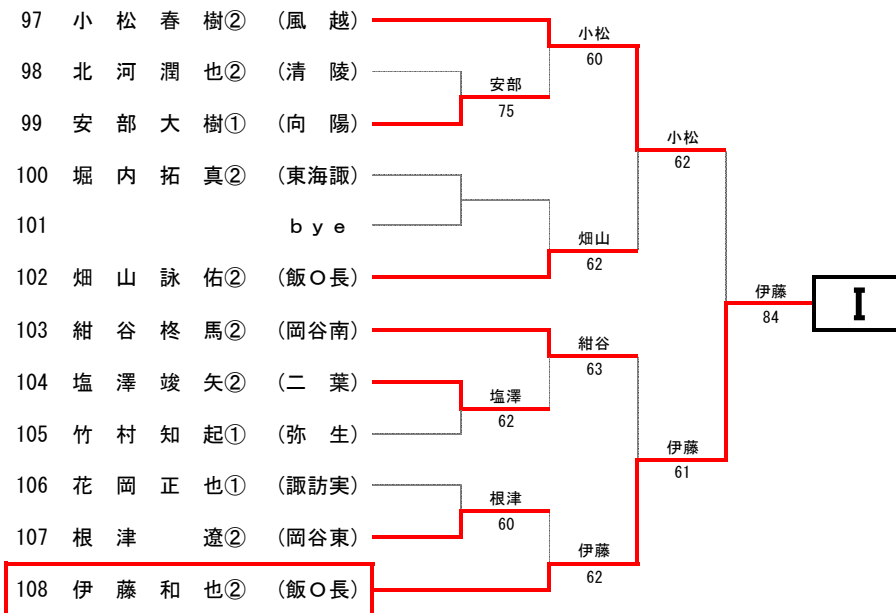 97 小松春樹② (風越)
98 北河潤也② (清陵)
99 安部大樹① (向陽)
100 堀内拓真② (東海諏)
101 bye
102 畑山詠佑② (飯O長)
103 紺谷柊馬② (岡谷南)
104 塩澤竣矢② (二葉)
105 竹村知起① (弥生)
106 花岡正也① (諏訪実)
107 根津遼② (岡谷東)
108 伊藤和也② (飯O長)
安部
75
塩澤
62
根津
60
小松
60
畑山
62
紺谷
63
伊藤
62
小松
62
伊藤
61
伊藤
84
I